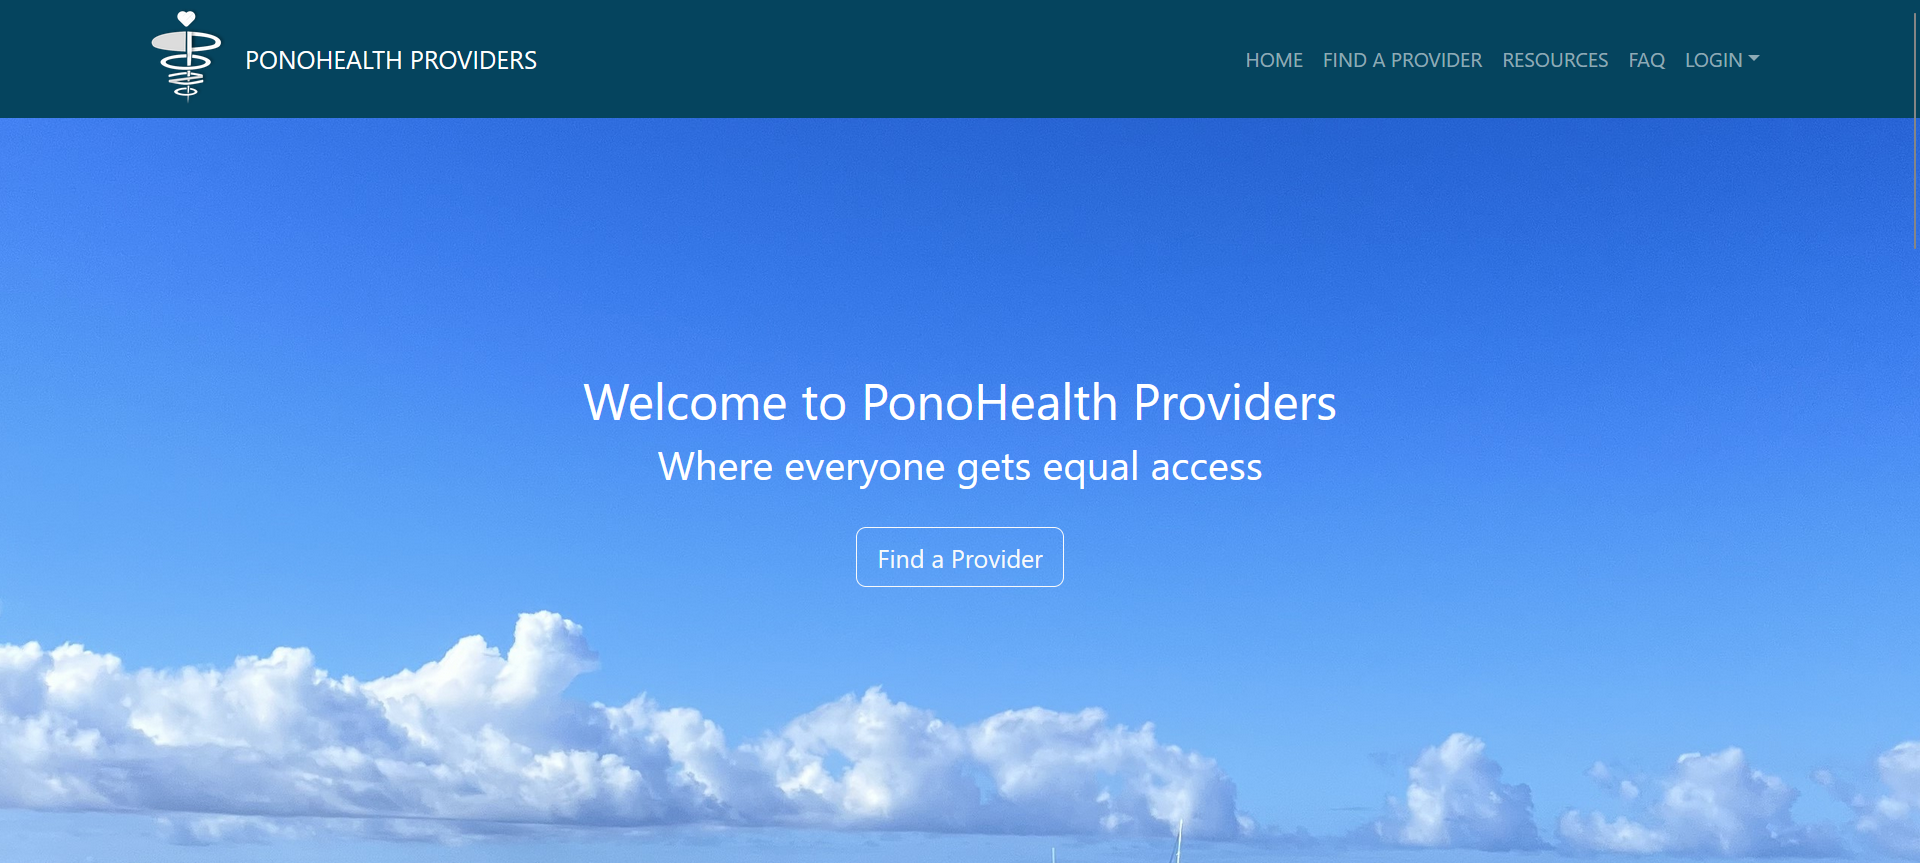 PONOHEALTH PROVIDERS
HOME FIND A PROVIDER RESOURCES FAQ LOGIN
Welcome to PonoHealth Providers
Where everyone gets equal access
Find a Provider